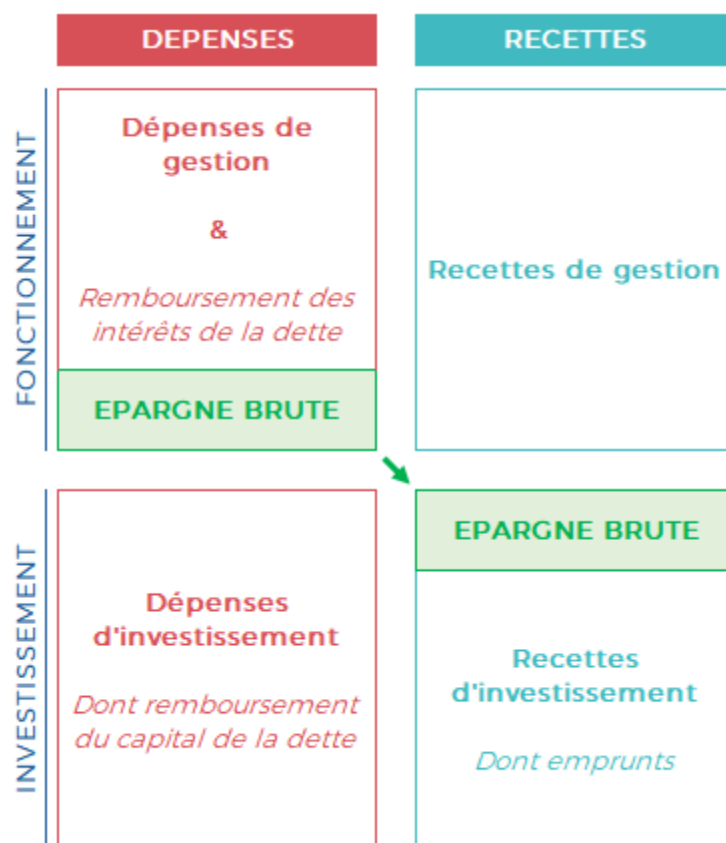 DEPENSES
RECETTES
FONCTIONNEMENT
Dépenses de
gestion
&
Remboursement des
intérêts de la dette
EPARGNE BRUTE
Recettes de gestion
INVESTISSEMENT
Dépenses
d'investissement
Dont remboursement
du capital de la dette
EPARGNE BRUTE
Recettes
d'investissement
Dont emprunts